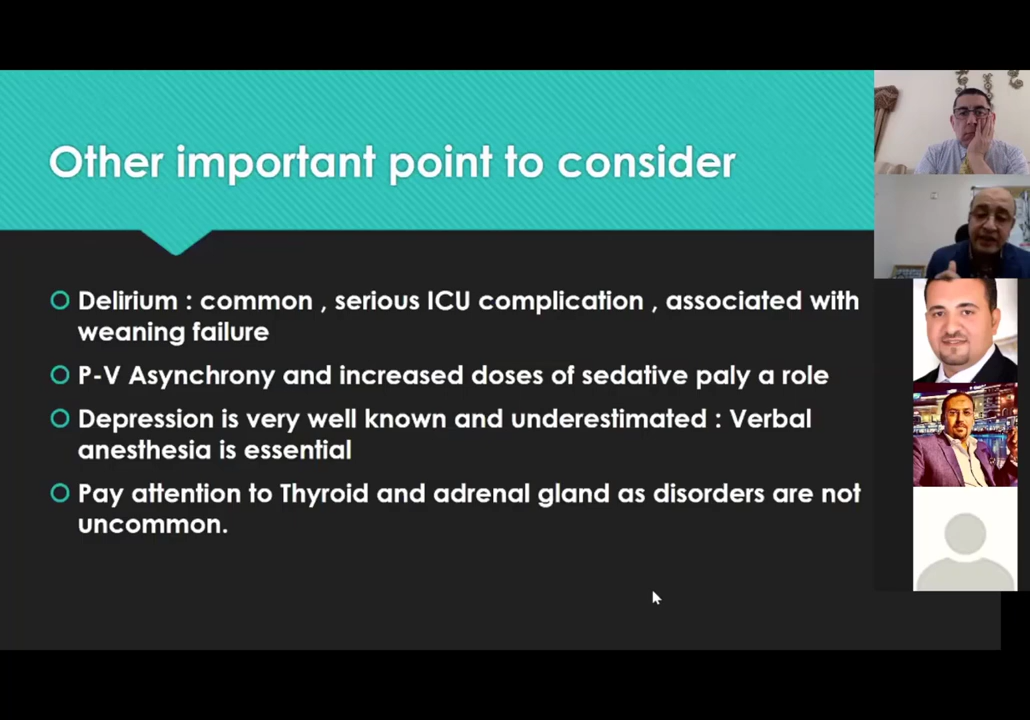 Other important point to consider
Delirium : common , serious ICU complication , associated with
weaning failure
P-V Asynchrony and increased doses of sedative paly a role
Depression is very well known and underestimated : Verbal
anesthesia is essential
Pay attention to Thyroid and adrenal gland as disorders are not
uncommon.